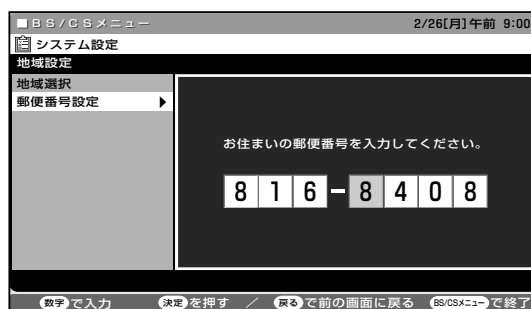 ■BS/CSメニュー 2/26[月]午前 9:00
システム設定
地域設定
地域選択
郵便番号設定 ▶
お住まいの郵便番号を入力してください。
816-8408
数字で入力 決定を押す / 戻るで前の画面に戻る BS/CSメニューで終了